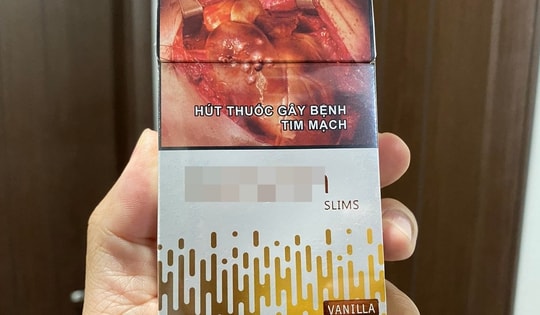 HÚT THUỐC GÂY BỆNH
TIM MẠCH
SLIMS
VANILLA